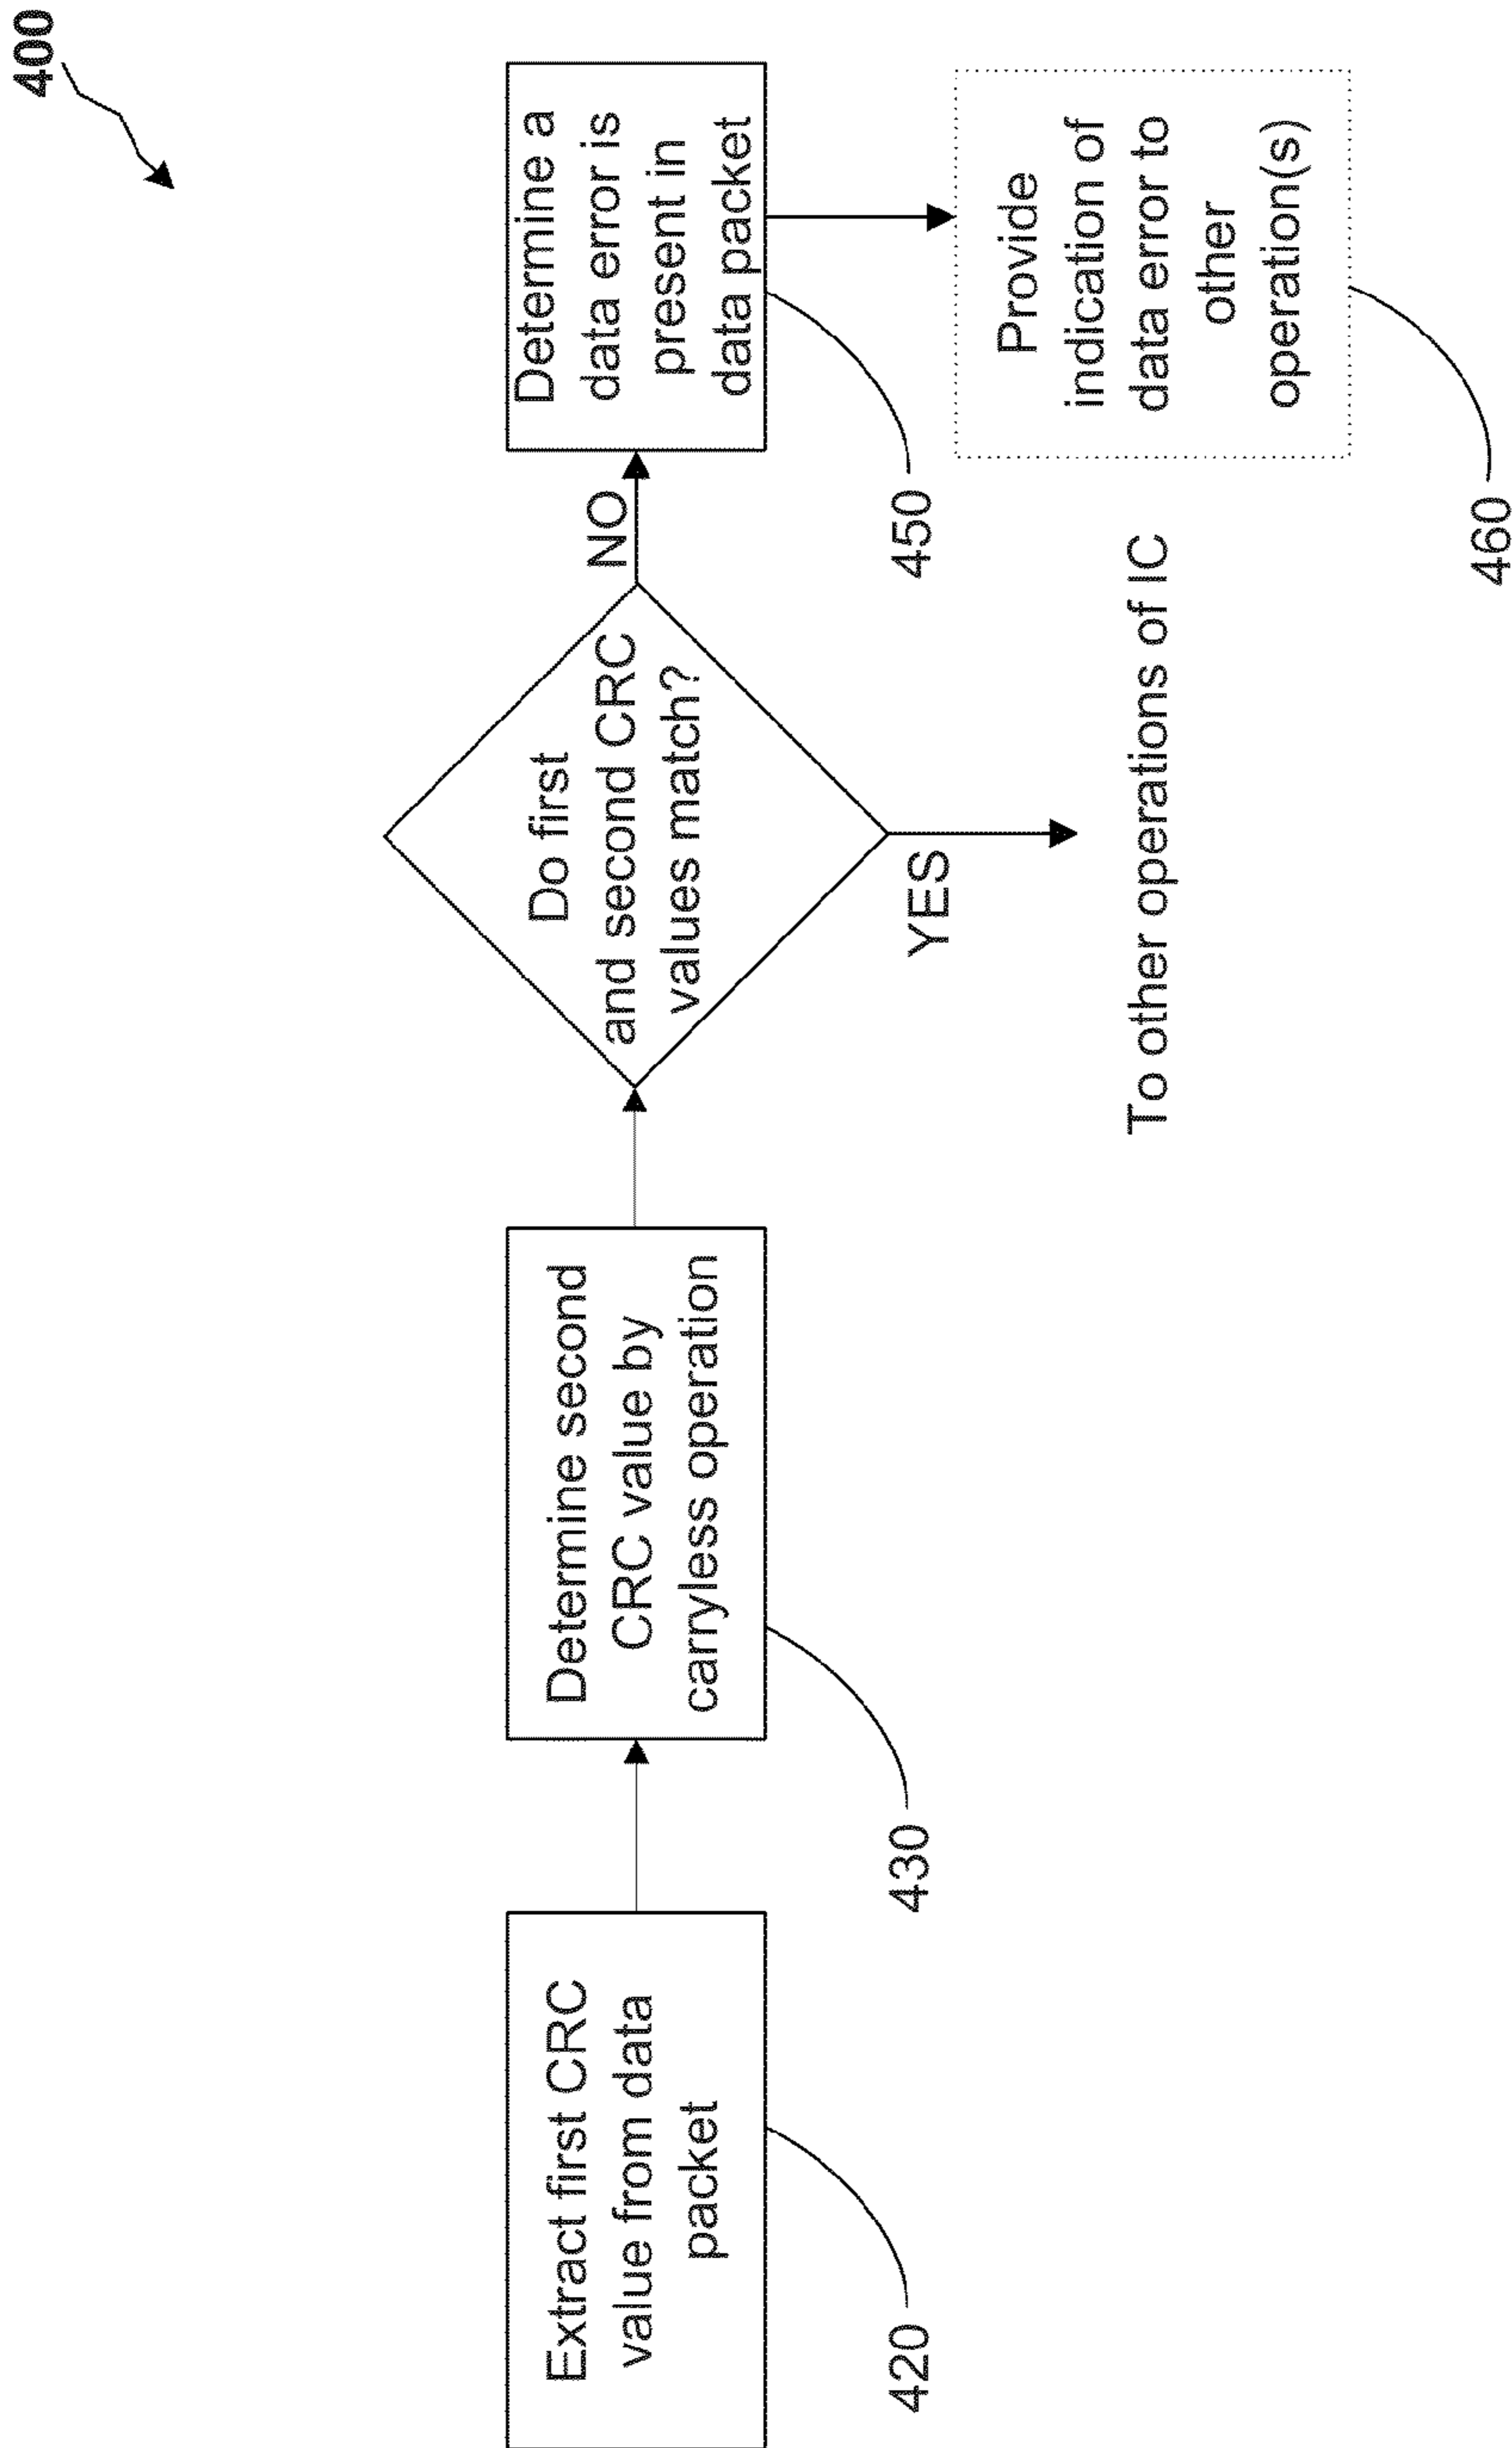 400
Extract first CRC
value from data
packet
420
Determine second
CRC value by
carryless operation
430
Do first
and second CRC
values match?
NO
YES
To other operations of IC
Determine a
data error is
present in
data packet
450
Provide
indication of
data error to
other
operation(s)
460